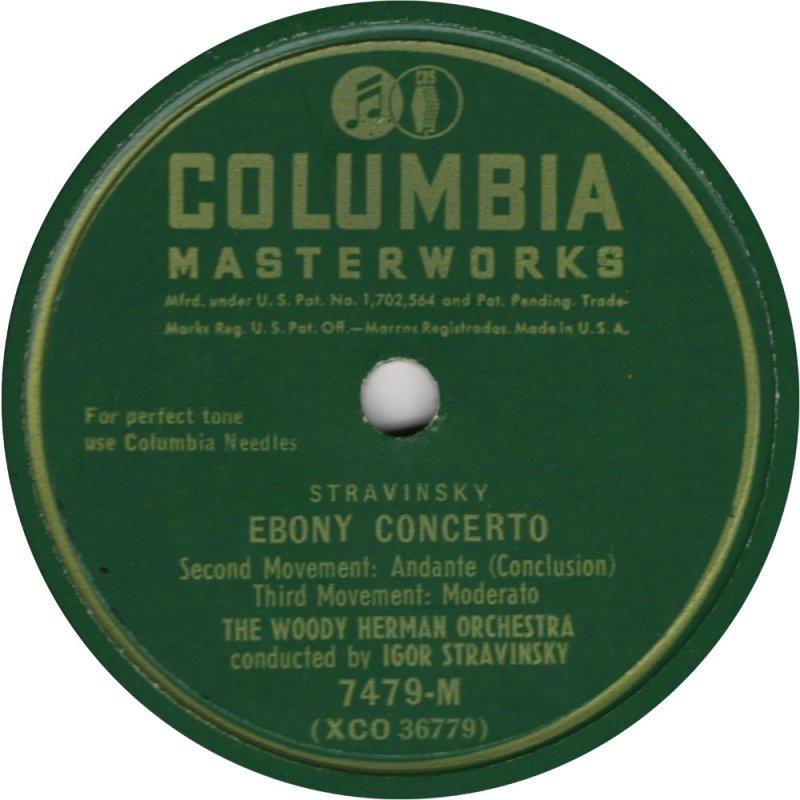 CBS
COLUMBIA
MASTERWORKS
Mfrd. under U. S. Pat. No. 1,702,564 and Pat. Pending. Trade-
Marks Reg. U. S. Pat. Off.—Marcas Registradas. Made in U. S. A.
For perfect tone
use Columbia Needles
STRAVINSKY
EBONY CONCERTO
Second Movement: Andante (Conclusion)
Third Movement: Moderato
THE WOODY HERMAN ORCHESTRA
conducted by IGOR STRAVINSKY
7479-M
(XCO 36779)